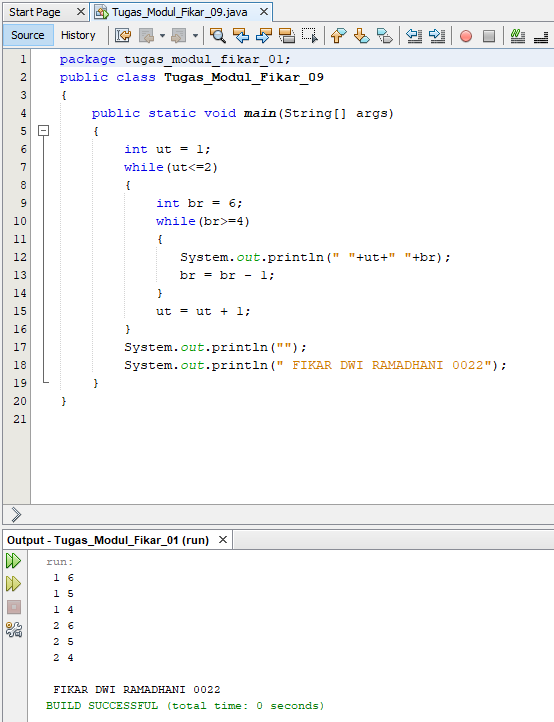 Start Page × Tugas_Modul_Fikar_09.java ×
Source History
1 package tugas_modul_fikar_01;
2 public class Tugas_Modul_Fikar_09
3 {
4 public static void main(String[] args)
5 {
6 int ut = 1;
7 while(ut<=2)
8 {
9 int br = 6;
10 while(br>=4)
11 {
12 System.out.println(" "+ut+" "+br);
13 br = br - 1;
14 }
15 ut = ut + 1;
16 }
17 System.out.println("");
18 System.out.println(" FIKAR DWI RAMADHANI 0022");
19 }
20 }
21
Output - Tugas_Modul_Fikar_01 (run) ×
run:
1 6
1 5
1 4
2 6
2 5
2 4
FIKAR DWI RAMADHANI 0022
BUILD SUCCESSFUL (total time: 0 seconds)